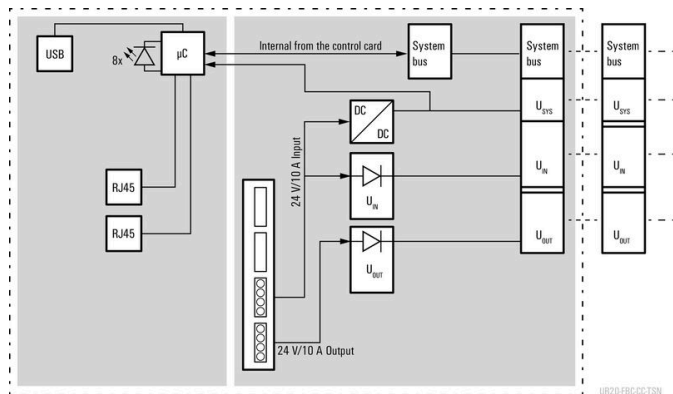 USB
8x
µC
Internal from the control card
System
bus
System
bus
System
bus
DC
DC
U SYS
U SYS
24 V/10 A Input
RJ45
U IN
U IN
U IN
RJ45
U OUT
U OUT
U OUT
24 V/10 A Output
UR20-FBC-CC-TSN